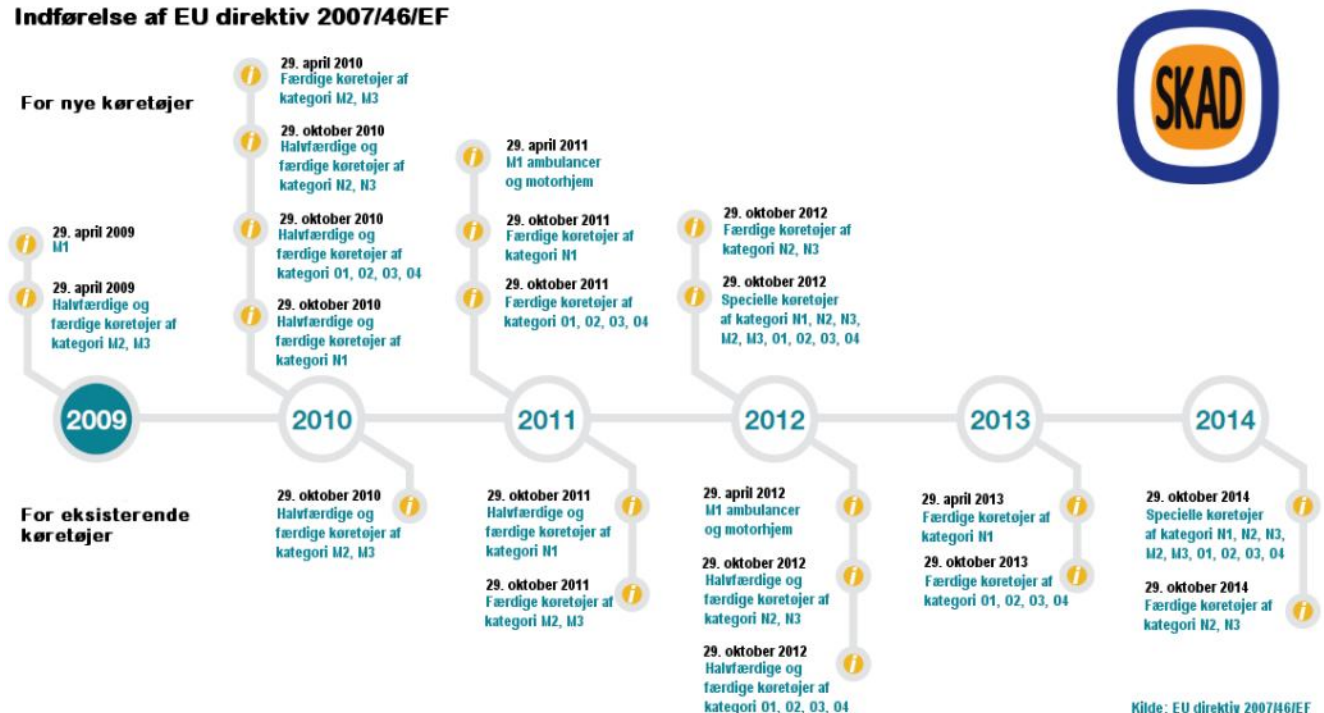 Indførelse af EU direktiv 2007/46/EF
SKAD
For nye køretøjer
29. april 2009
M1
29. april 2009
Halvfærdige og
færdige køretøjer af
kategori M2, M3
29. april 2010
Færdige køretøjer af
kategori M2, M3
29. oktober 2010
Halvfærdige og
færdige køretøjer af
kategori N2, N3
29. oktober 2010
Halvfærdige og
færdige køretøjer af
kategori O1, O2, O3, O4
29. oktober 2010
Halvfærdige og
færdige køretøjer af
kategori N1
29. april 2011
M1 ambulancer
og motorhjem
29. oktober 2011
Færdige køretøjer af
kategori N1
29. oktober 2011
Færdige køretøjer af
kategori O1, O2, O3, O4
29. oktober 2012
Færdige køretøjer af
kategori N2, N3
29. oktober 2012
Specielle køretøjer
af kategori N1, N2, N3,
M2, M3, O1, O2, O3, O4
2009
2010
2011
2012
2013
2014
For eksisterende
køretøjer
29. oktober 2010
Halvfærdige og
færdige køretøjer af
kategori M2, M3
29. oktober 2011
Halvfærdige og
færdige køretøjer af
kategori N1
29. oktober 2011
Færdige køretøjer af
kategori M2, M3
29. april 2012
M1 ambulancer
og motorhjem
29. oktober 2012
Halvfærdige og
færdige køretøjer af
kategori N2, N3
29. oktober 2012
Halvfærdige og
færdige køretøjer af
kategori O1, O2, O3, O4
29. april 2013
Færdige køretøjer af
kategori N1
29. oktober 2013
Færdige køretøjer af
kategori O1, O2, O3, O4
29. oktober 2014
Specielle køretøjer
af kategori N1, N2, N3,
M2, M3, O1, O2, O3, O4
29. oktober 2014
Færdige køretøjer af
kategori N2, N3
Kilde: EU direktiv 2007/46/EF